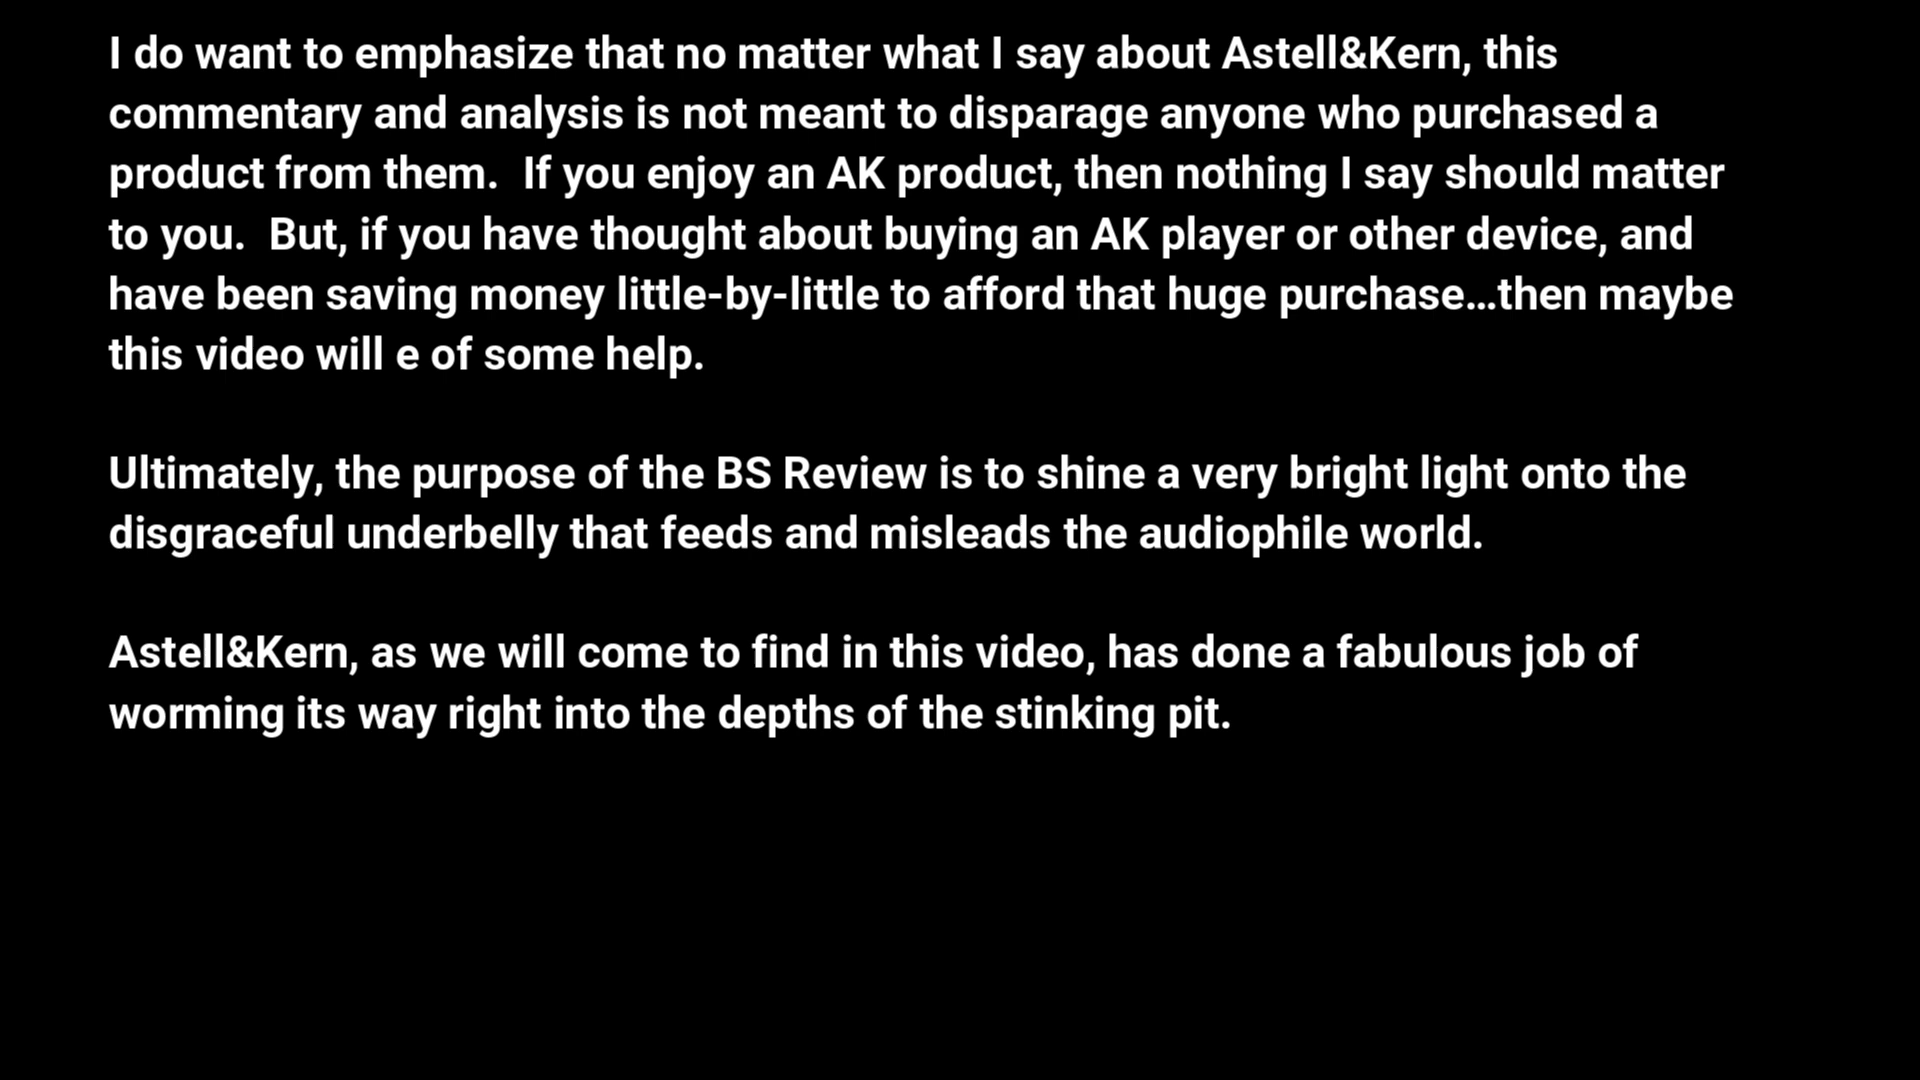 I do want to emphasize that no matter what I say about Astell&Kern, this
commentary and analysis is not meant to disparage anyone who purchased a
product from them.  If you enjoy an AK product, then nothing I say should matter
to you.  But, if you have thought about buying an AK player or other device, and
have been saving money little-by-little to afford that huge purchase...then maybe
this video will e of some help.

Ultimately, the purpose of the BS Review is to shine a very bright light onto the
disgraceful underbelly that feeds and misleads the audiophile world.

Astell&Kern, as we will come to find in this video, has done a fabulous job of
worming its way right into the depths of the stinking pit.